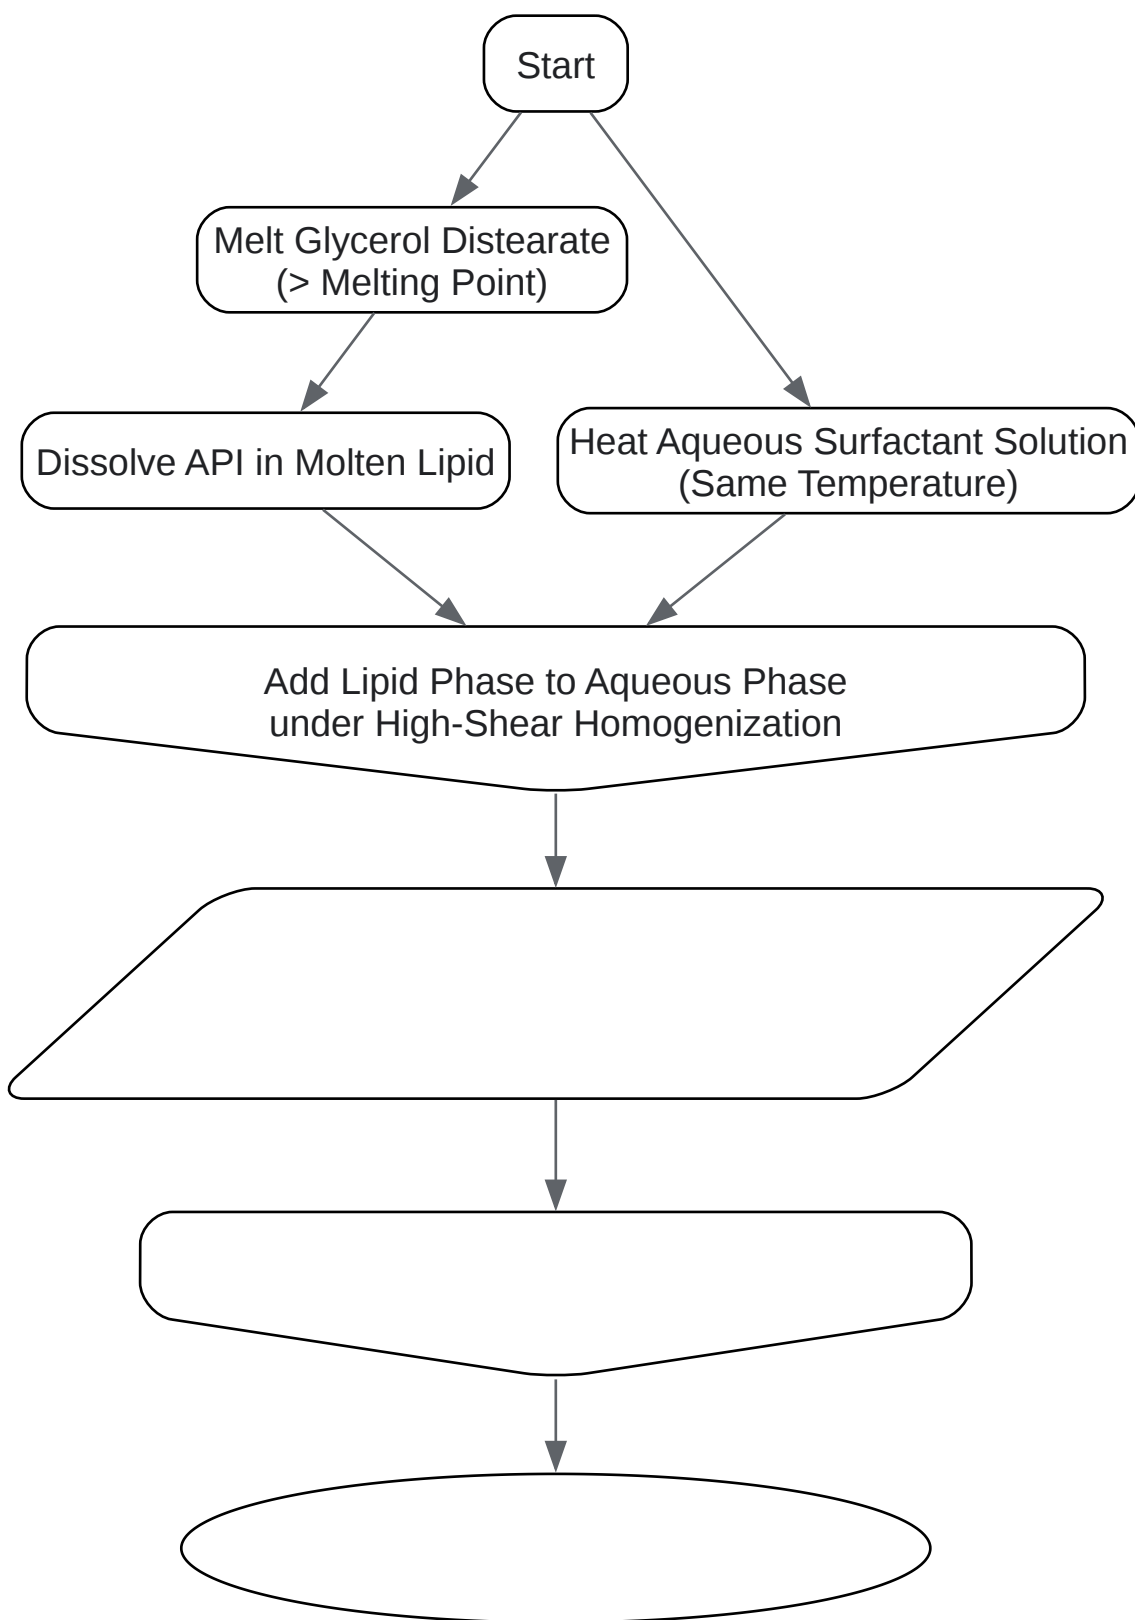 Start
Melt Glycerol Distearate
(> Melting Point)
Dissolve API in Molten Lipid
Heat Aqueous Surfactant Solution
(Same Temperature)
Add Lipid Phase to Aqueous Phase
under High-Shear Homogenization